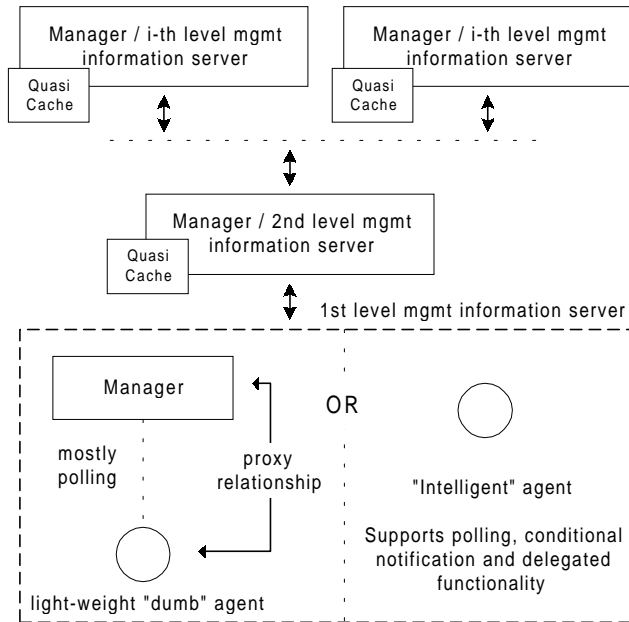 Manager / i-th level mgmt
information server
Quasi
Cache
Manager / i-th level mgmt
information server
Quasi
Cache
Manager / 2nd level mgmt
information server
Quasi
Cache
1st level mgmt information server
Manager
mostly
polling
proxy
relationship
light-weight "dumb" agent
OR
"Intelligent" agent
Supports polling, conditional
notification and delegated
functionality